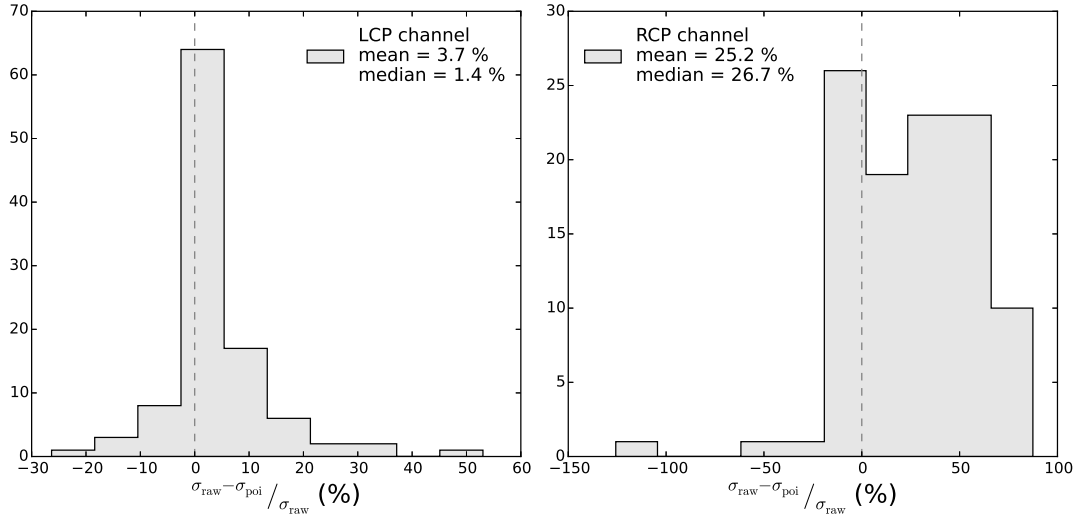 70
60
50
40
30
20
10
0
LCP channel
mean = 3.7 %
median = 1.4 %
−30 −20 −10 0 10 20 30 40 50 60
σraw−σpoi/σraw (%)
30
25
20
15
10
5
0
RCP channel
mean = 25.2 %
median = 26.7 %
−150 −100 −50 0 50 100
σraw−σpoi/σraw (%)